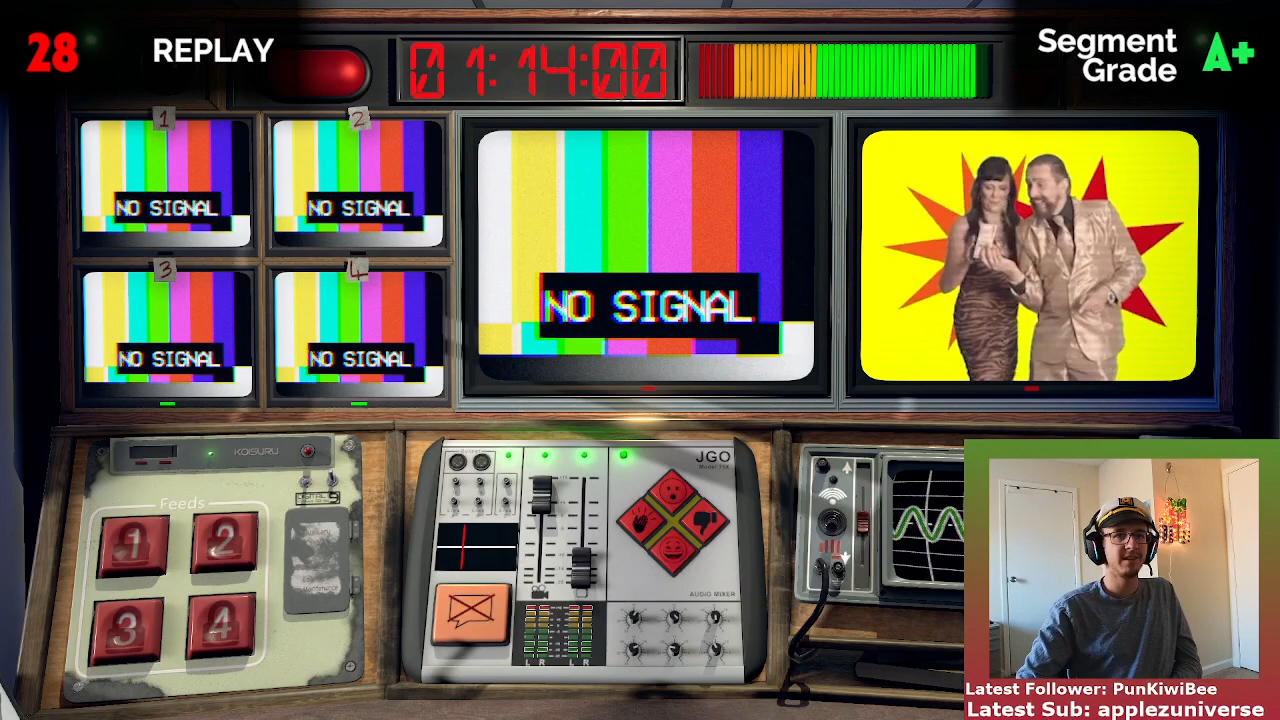 28
REPLAY
01:14:00
Segment
Grade
A+
1
2
NO SIGNAL
NO SIGNAL
NO SIGNAL
3
4
NO SIGNAL
NO SIGNAL
KOISURU
JGO
Feeds
1
2
3
4
AUDIO MIXER
L R L R
Latest Follower: PunKiwiBee
Latest Sub: applezuniverse